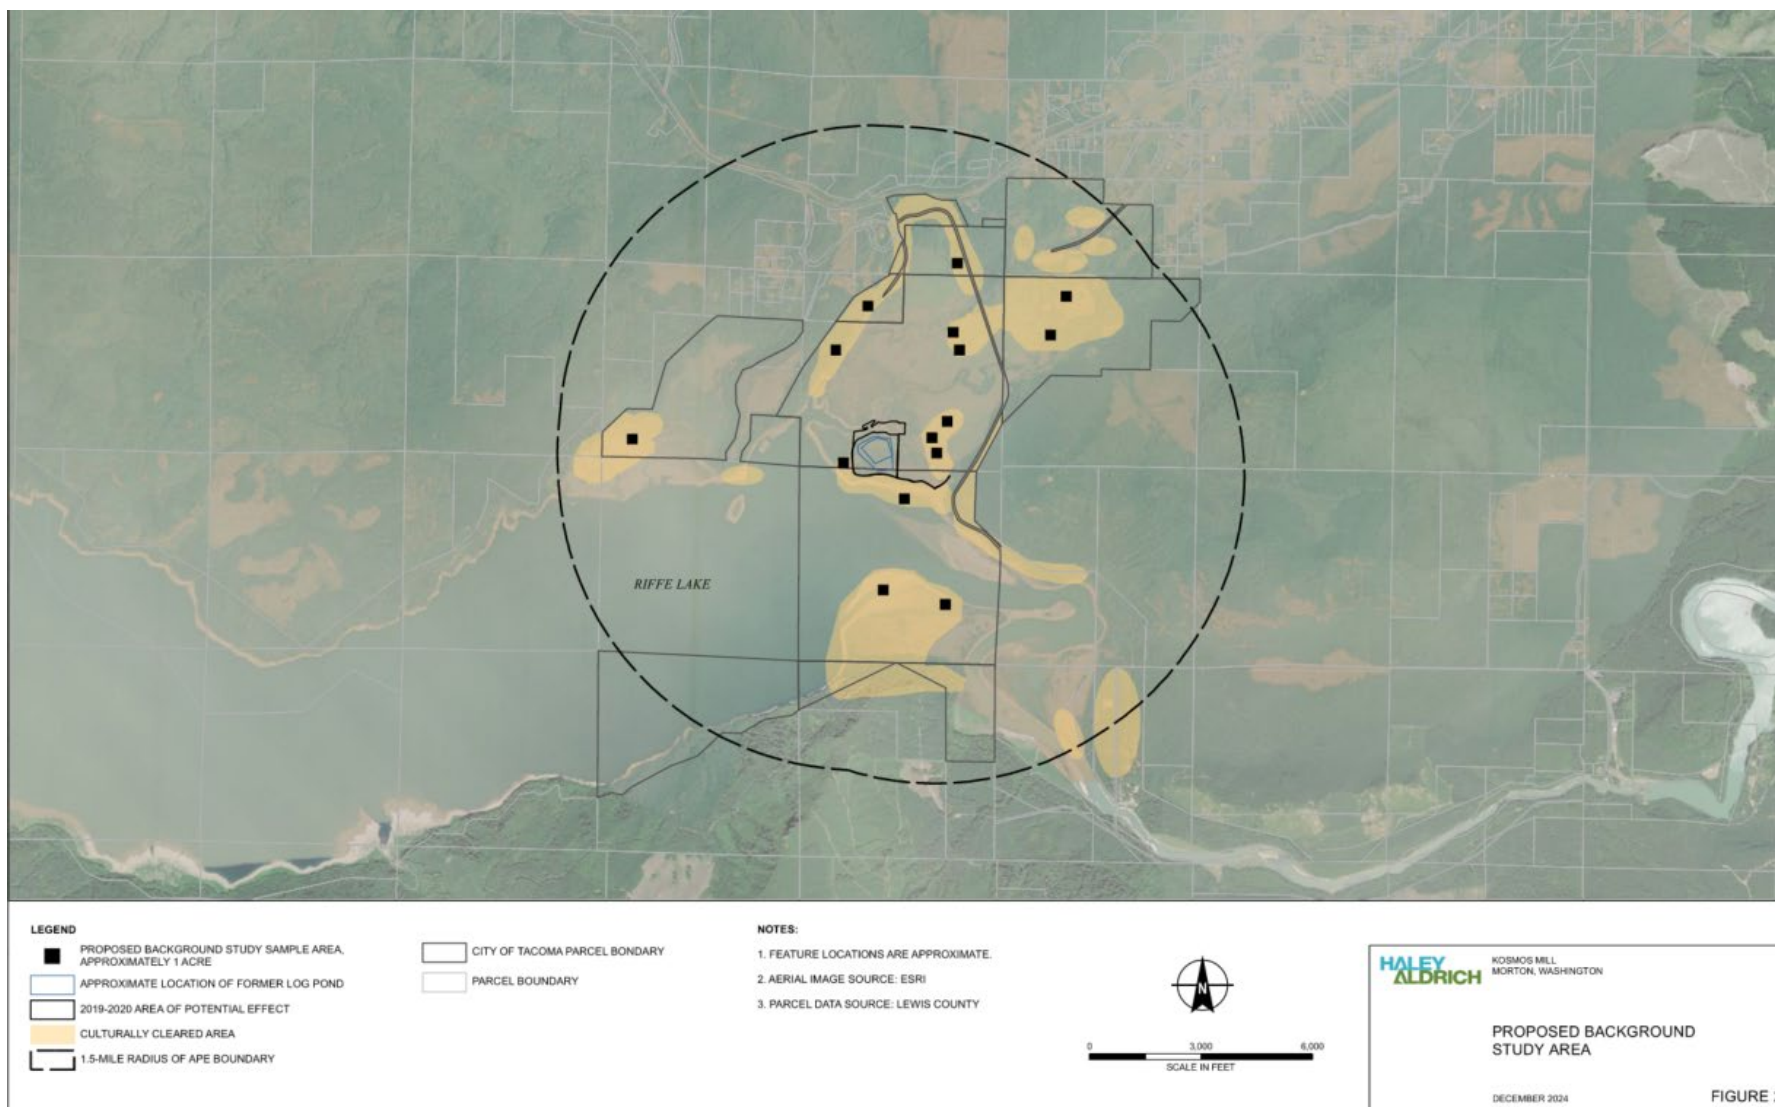 RIFFE LAKE
LEGEND
PROPOSED BACKGROUND STUDY SAMPLE AREA,
APPROXIMATELY 1 ACRE
APPROXIMATE LOCATION OF FORMER LOG POND
2019-2020 AREA OF POTENTIAL EFFECT
CULTURALLY CLEARED AREA
1.5-MILE RADIUS OF APE BOUNDARY
CITY OF TACOMA PARCEL BONDARY
PARCEL BOUNDARY
NOTES:
1. FEATURE LOCATIONS ARE APPROXIMATE.
2. AERIAL IMAGE SOURCE: ESRI
3. PARCEL DATA SOURCE: LEWIS COUNTY
N
0 3,000 6,000
SCALE IN FEET
HALEY
ALDRICH
KOSMOS MILL
MORTON, WASHINGTON
PROPOSED BACKGROUND
STUDY AREA
DECEMBER 2024
FIGURE